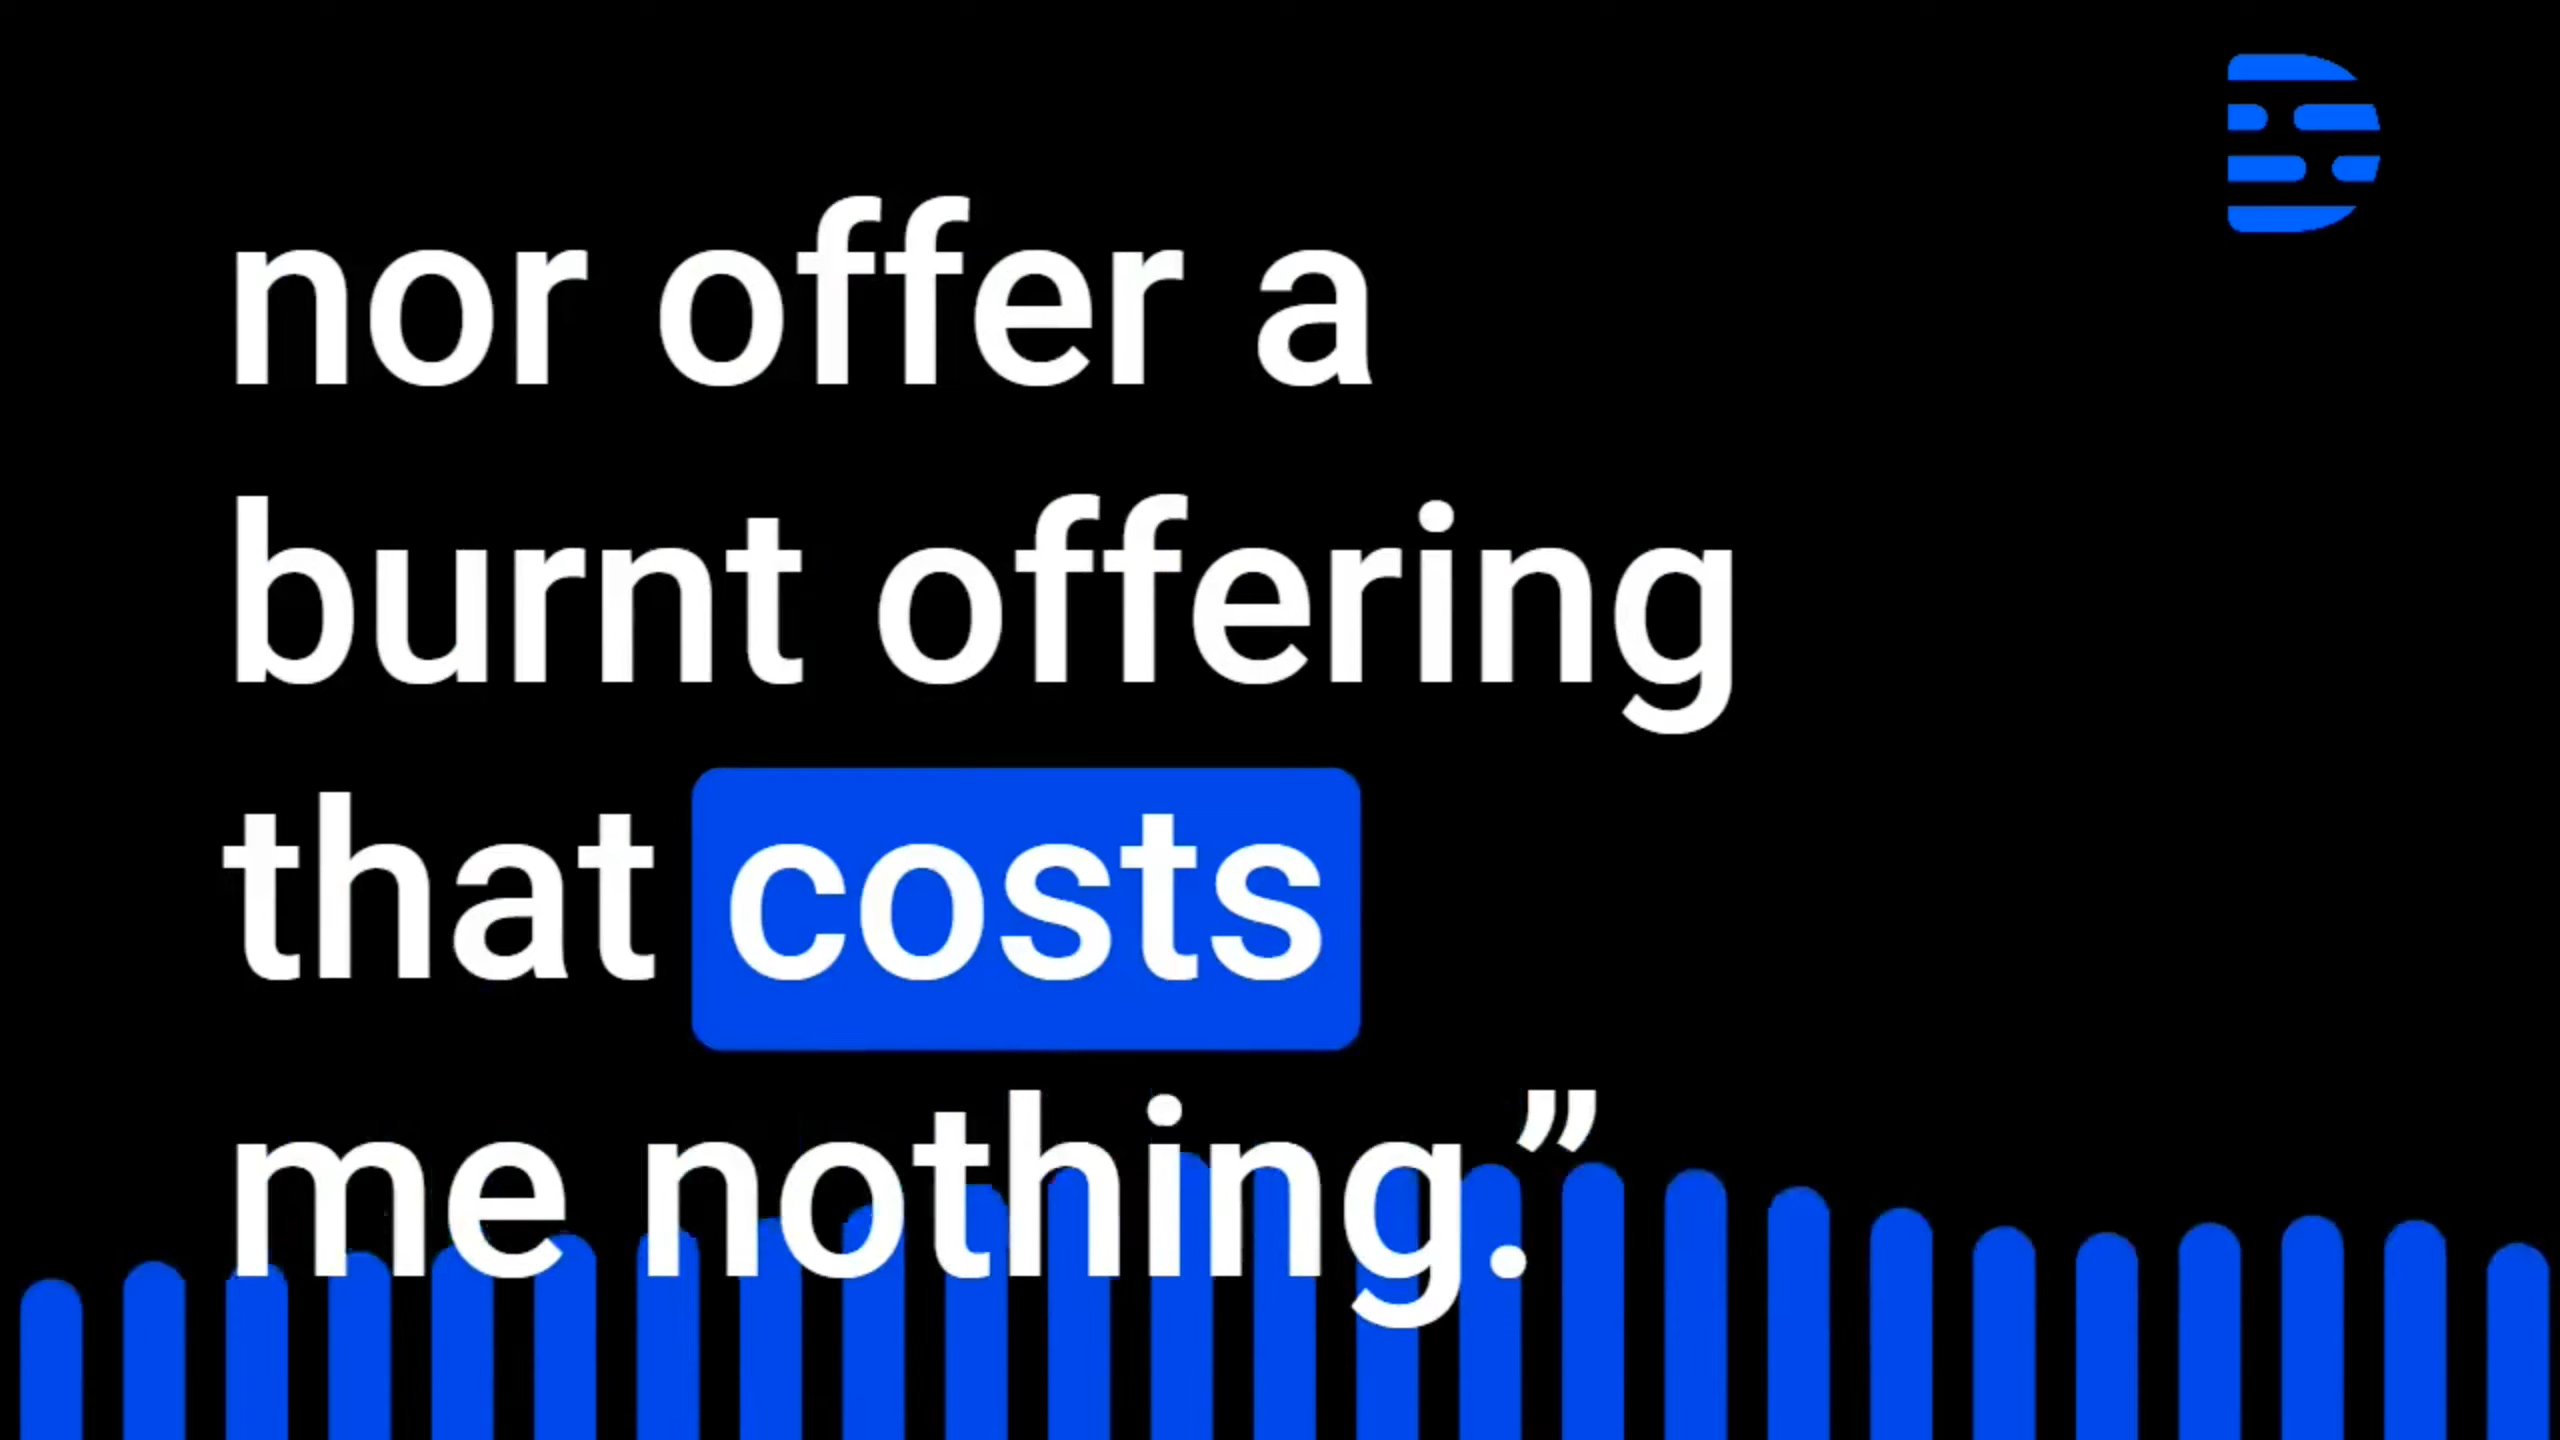 nor offer a
burnt offering
that costs
me nothing.”